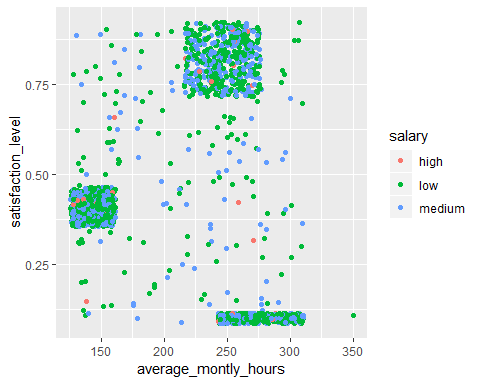 satisfaction_level
0.75
0.50
0.25
150
200
250
300
350
average_montly_hours
salary
high
low
medium